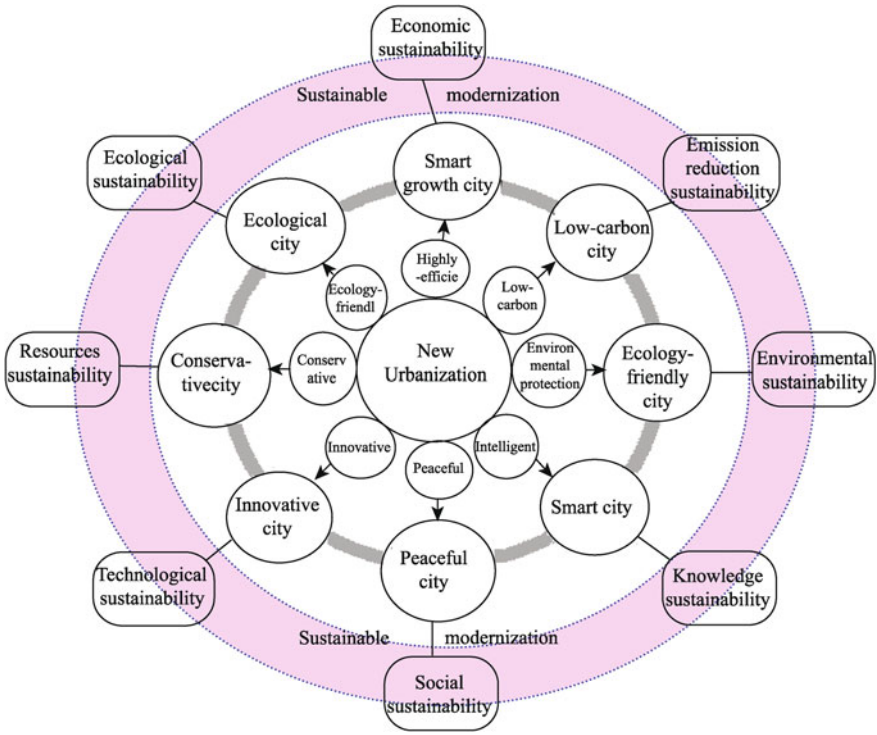 Economic
sustainability
Sustainable modernization
Ecological
sustainability
Smart
growth city
Emission
reduction
sustainability
Ecological
city
Low-carbon
city
Highly
-efficie
Ecology-
friendl
Low-
carbon
Resources
sustainability
Conserva-
tivecity
Conserv
ative
New
Urbanization
Environ
mental
protection
Ecology-
friendly
city
Environmental
sustainability
Innovative
Peaceful
Intelligent
Innovative
city
Smart city
Peaceful
city
Technological
sustainability
Knowledge
sustainability
Sustainable modernization
Social
sustainability